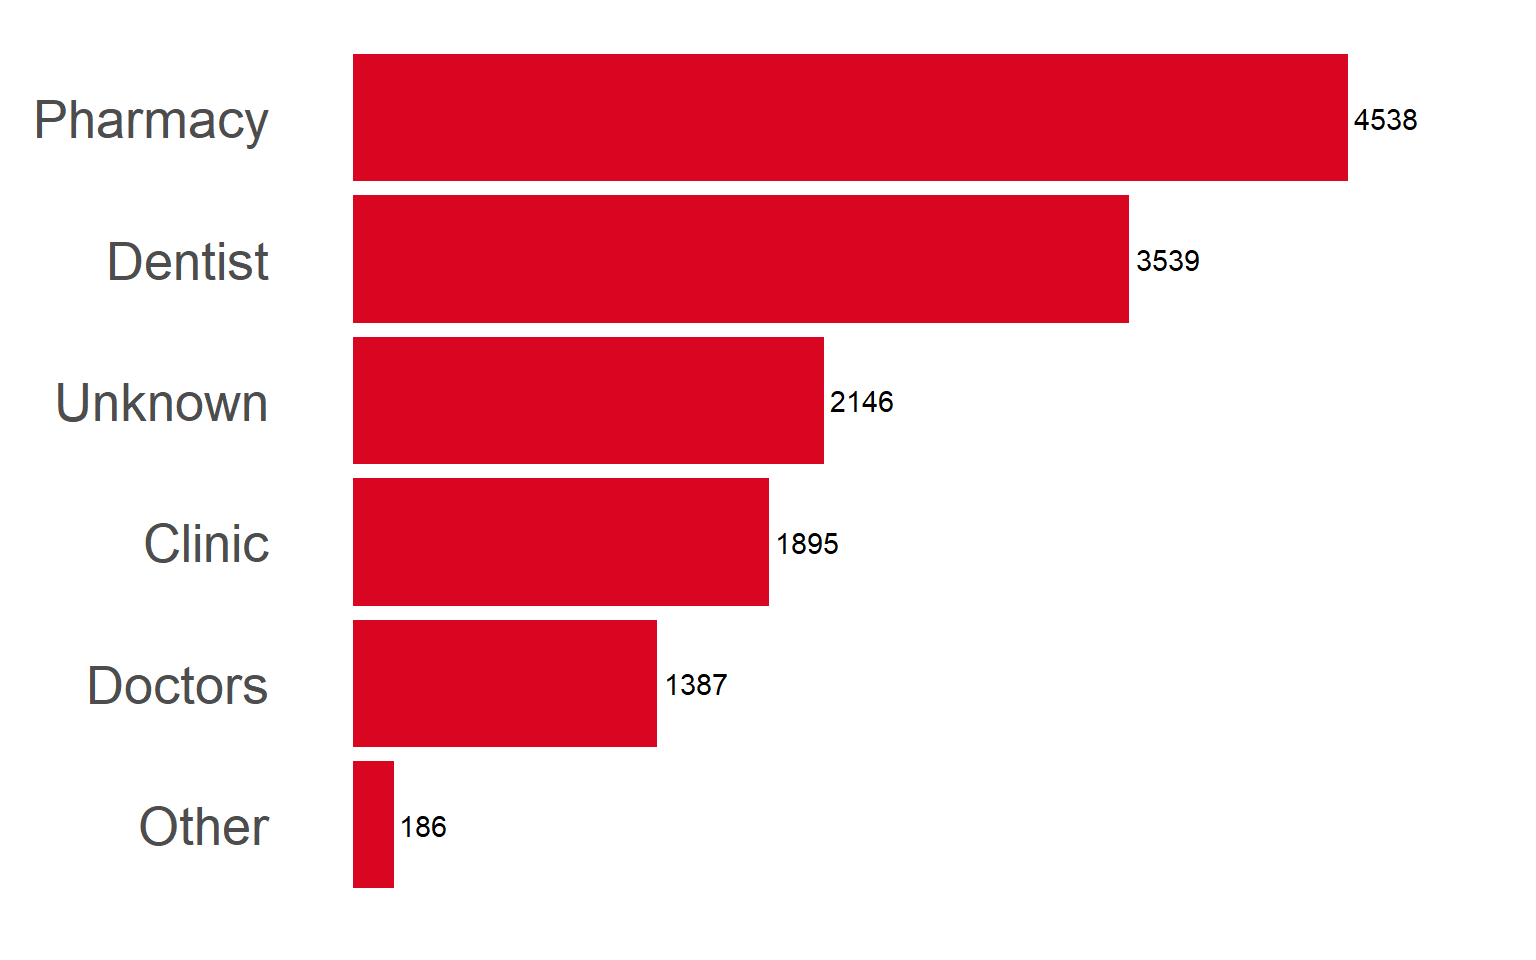 Pharmacy 4538
Dentist 3539
Unknown 2146
Clinic 1895
Doctors 1387
Other 186